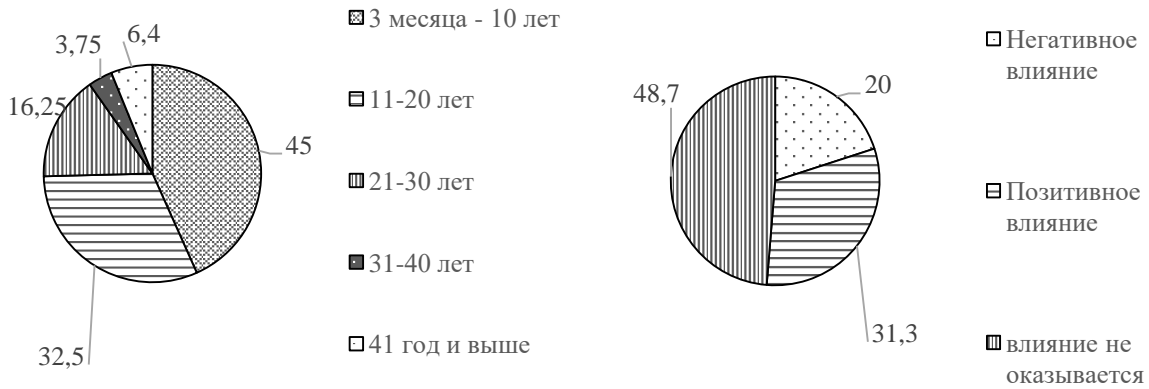 6,4
3,75
16,25
45
32,5
3 месяца - 10 лет
11-20 лет
21-30 лет
31-40 лет
41 год и выше
48,7
20
31,3
Негативное
влияние
Позитивное
влияние
влияние не
оказывается